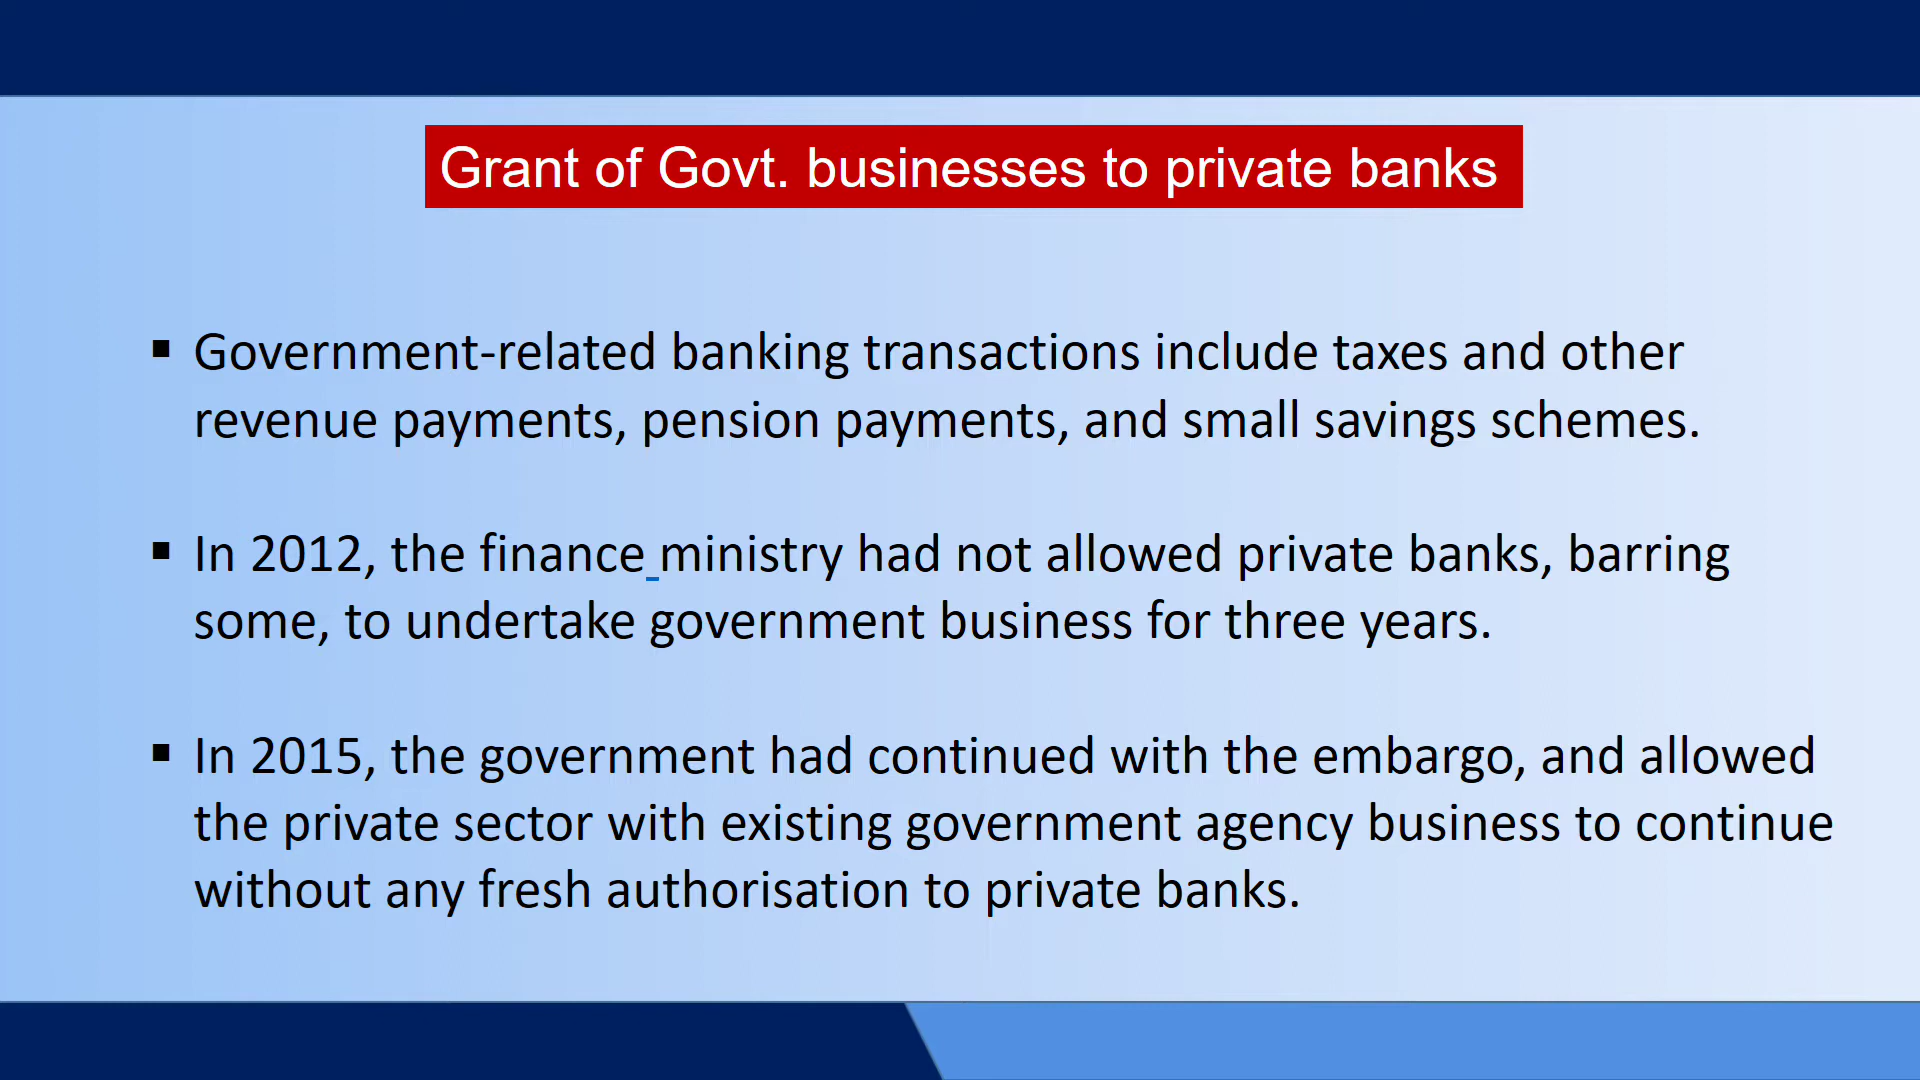 Grant of Govt. businesses to private banks
▪ Government-related banking transactions include taxes and other
revenue payments, pension payments, and small savings schemes.
▪ In 2012, the finance ministry had not allowed private banks, barring
some, to undertake government business for three years.
▪ In 2015, the government had continued with the embargo, and allowed
the private sector with existing government agency business to continue
without any fresh authorisation to private banks.